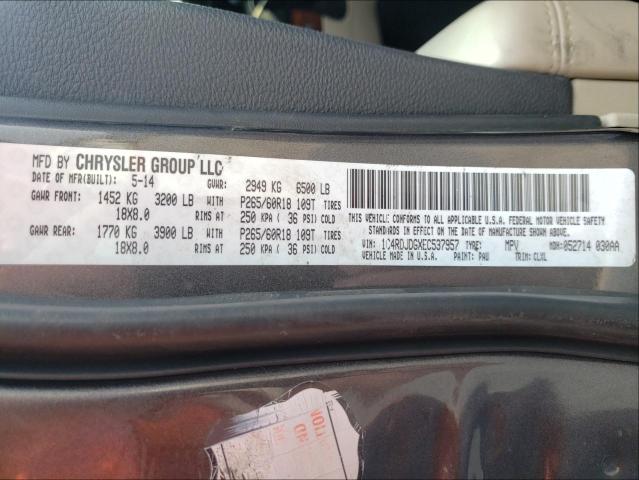 MFD BY CHRYSLER GROUP LLC
DATE OF MFR(BUILT): 5-14 GVWR: 2949 KG 6500 LB
GAWR FRONT: 1452 KG 3200 LB WITH P265/60R18 109T TIRES
18X8.0 RIMS AT 250 KPA ( 36 PSI) COLD
GAWR REAR: 1770 KG 3900 LB WITH P265/60R18 109T TIRES
18X8.0 RIMS AT 250 KPA ( 36 PSI) COLD
THIS VEHICLE CONFORMS TO ALL APPLICABLE U.S.A. FEDERAL MOTOR VEHICLE SAFETY
STANDARDS IN EFFECT ON THE DATE OF MANUFACTURE SHOWN ABOVE.
VIN: 1C4RDJDGXEC537957 TYPE: MPV MDH: 052714 030AA
VEHICLE MADE IN U.S.A. PAINT: PAU TRIM: CLXL